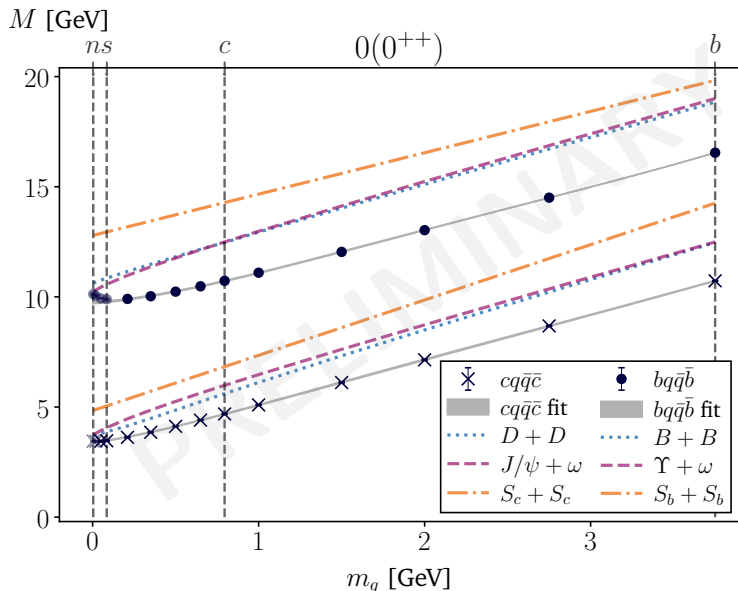 M [GeV]
n s c 0(0⁺⁺) b
20
15
10
5
0
0 1 2 3
m_q [GeV]
PRELIMINARY
cqq̄c̄ bqq̄b̄
cqq̄c̄ fit bqq̄b̄ fit
D + D B + B
J/ψ + ω Υ + ω
S_c + S_c S_b + S_b